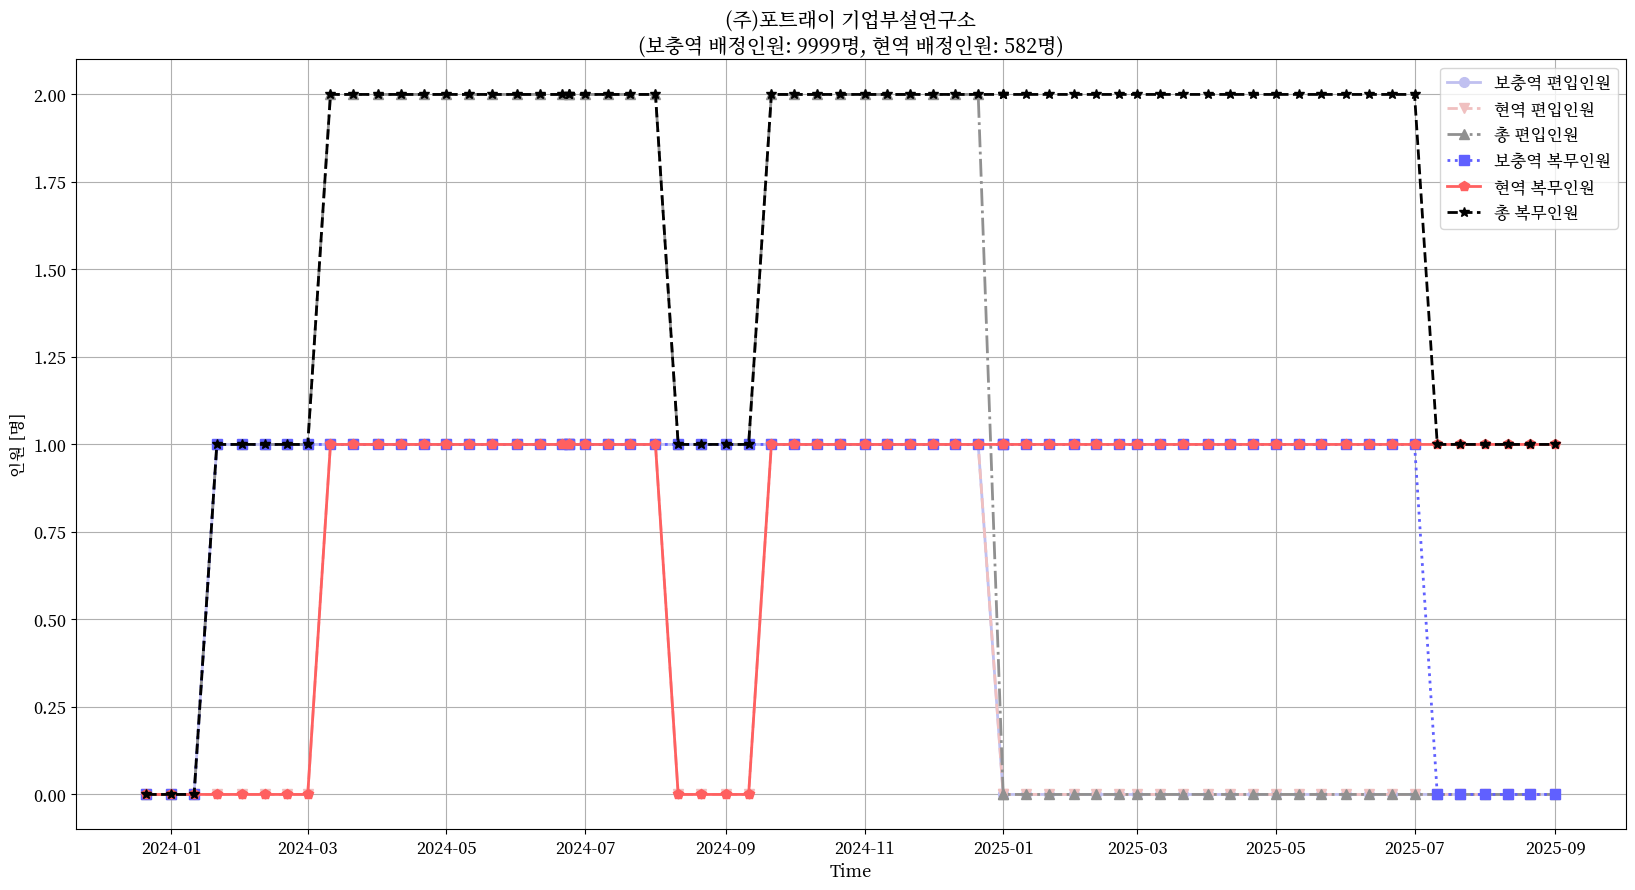 (주)포트래이 기업부설연구소
(보충역 배정인원: 9999명, 현역 배정인원: 582명)
보충역 편입인원
현역 편입인원
총 편입인원
보충역 복무인원
현역 복무인원
총 복무인원
인원 [명]
2.00
1.75
1.50
1.25
1.00
0.75
0.50
0.25
0.00
2024-01
2024-03
2024-05
2024-07
2024-09
2024-11
2025-01
2025-03
2025-05
2025-07
2025-09
Time